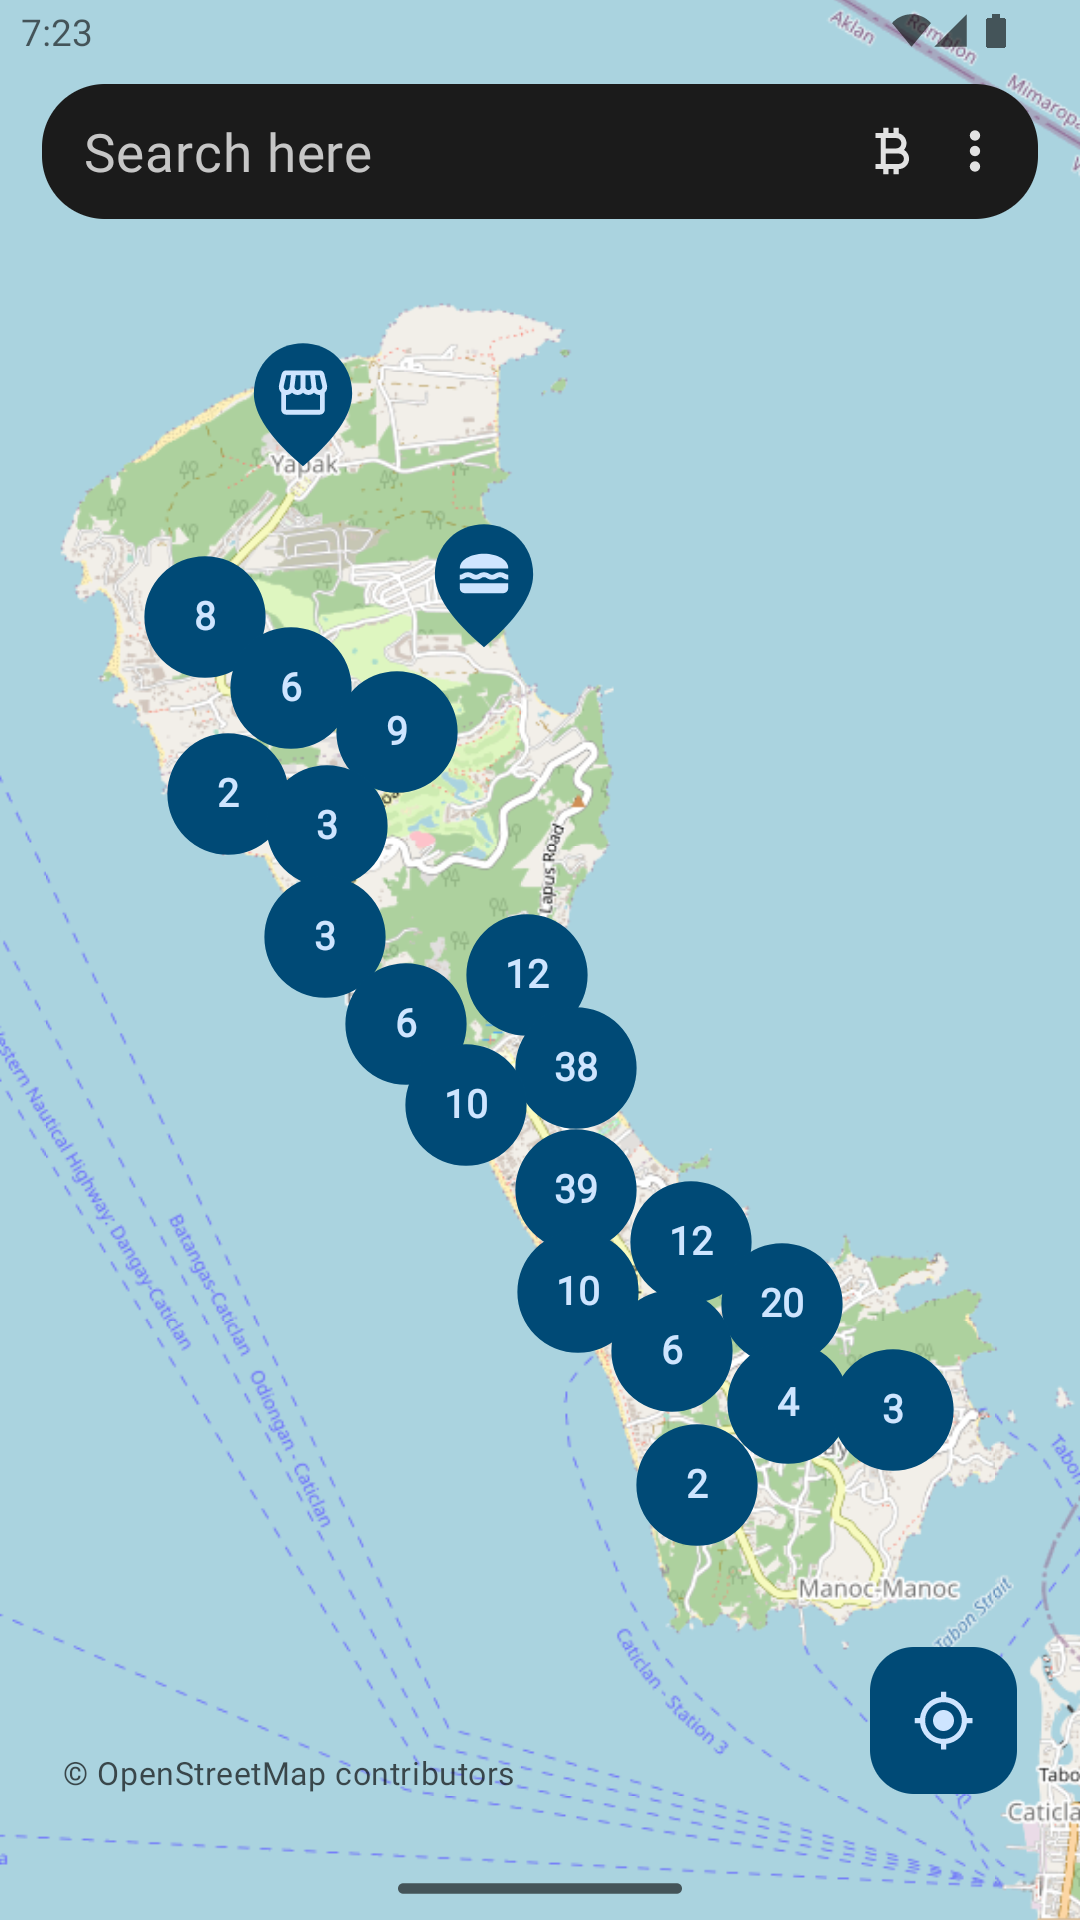 7:23
Aklan
Romblon
Mimaropa
Search here
Yapak
8
6
9
2
3
Lapus Road
3
12
6
38
10
39
12
10
20
6
4
3
2
Western Nautical Highway: Dangay-Caticlan
Batangas-Caticlan
Odiongan - Caticlan
Manoc-Manoc
Tabon Strait
Caticlan - Station 3
© OpenStreetMap contributors
Tabo
Caticla